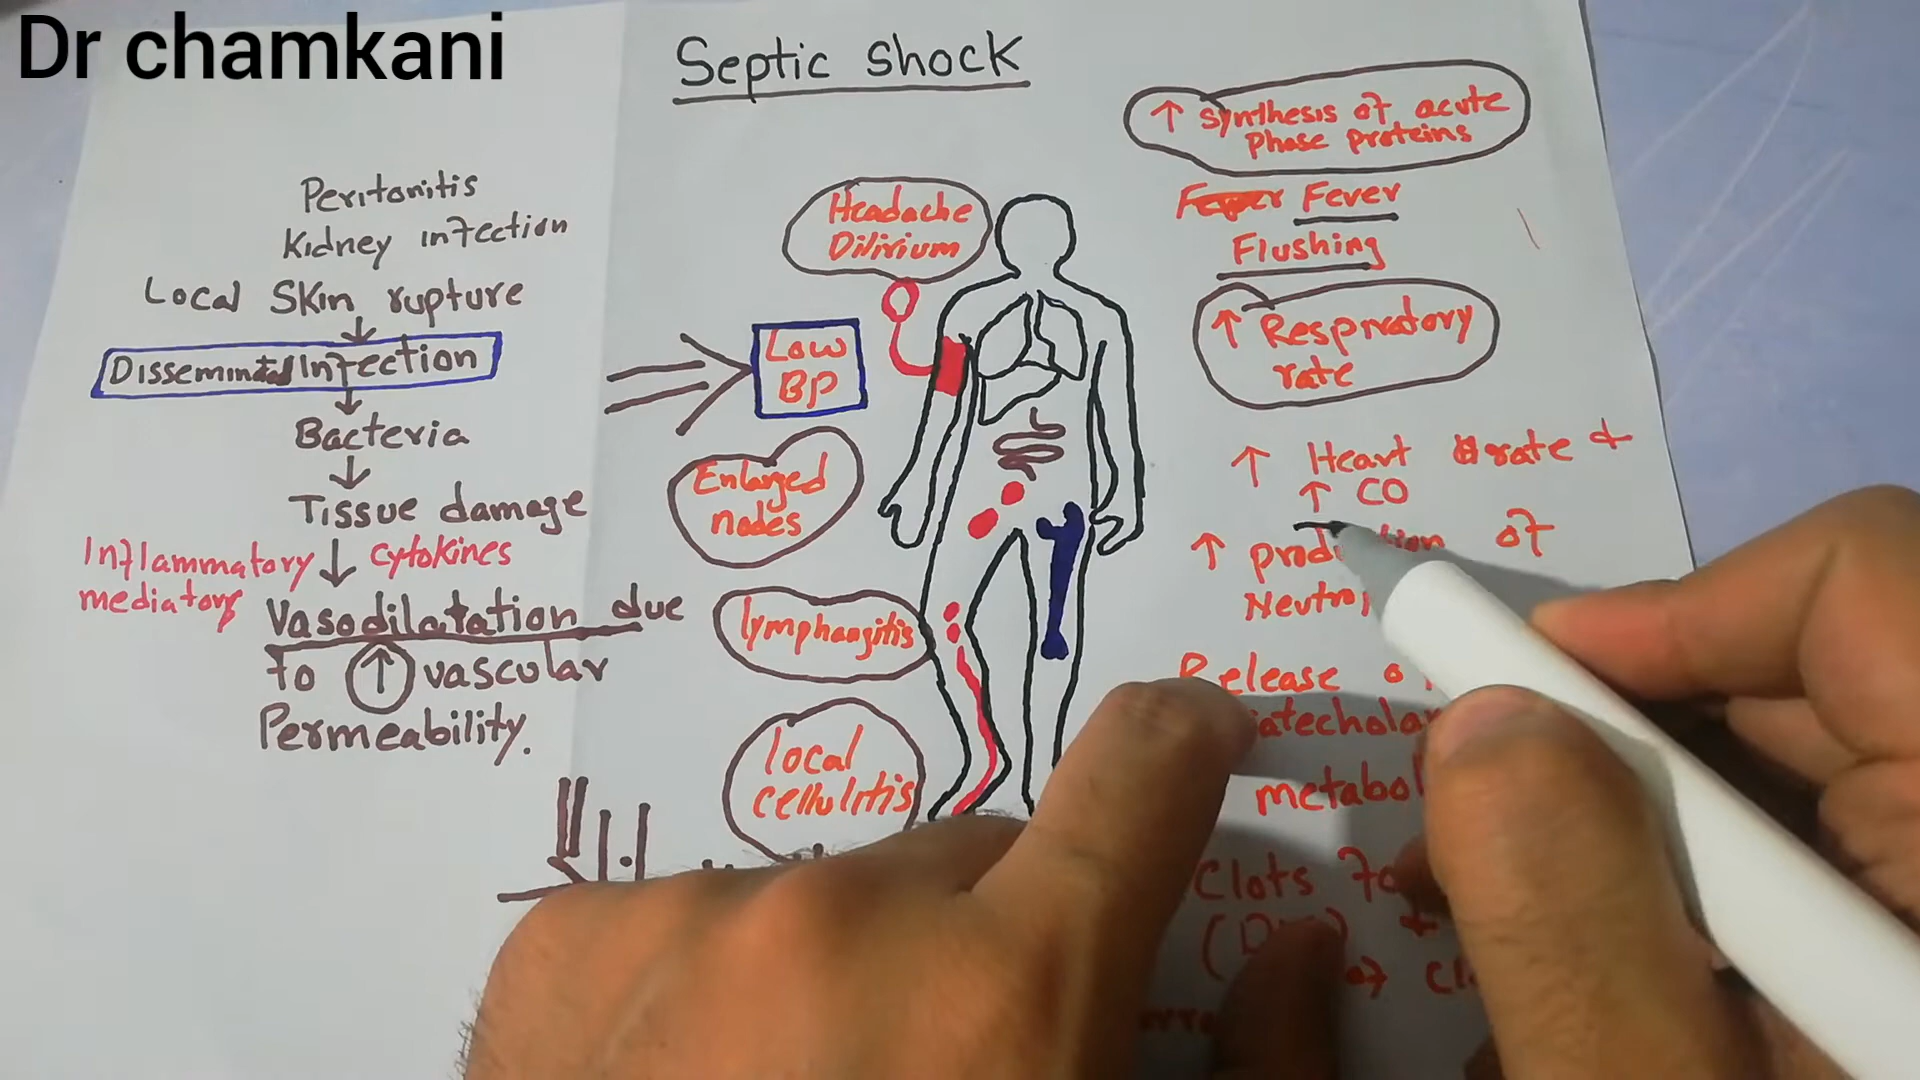 Dr chamkani
Septic shock
Peritonitis
Kidney infection
Local Skin rupture
Infection
Bacteria
Tissue damage
Inflammatory
mediators
cytokines
Vasodilatation due
to ↑ vascular
Permeability.
Headache
Dilirium
Low
BP
Enlarged
nodes
lymphangitis
local
cellulitis
↑ synthesis of acute
Phase proteins
Fever
Flushing
↑ Respiratory
rate
↑ Heart rate &
↑ CO
↑ of
Release
Clots